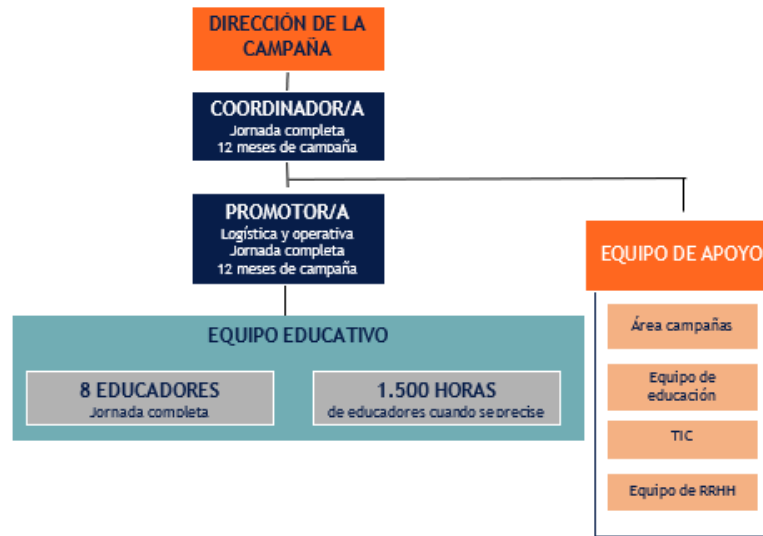 DIRECCIÓN DE LA
CAMPAÑA
COORDINADOR/A
Jornada completa
12 meses de campaña
PROMOTOR/A
Logística y operativa
Jornada completa
12 meses de campaña
EQUIPO DE APOYO
Área campañas
Equipo de
educación
TIC
Equipo de RRHH
EQUIPO EDUCATIVO
8 EDUCADORES
Jornada completa
1.500 HORAS
de educadores cuando se precise